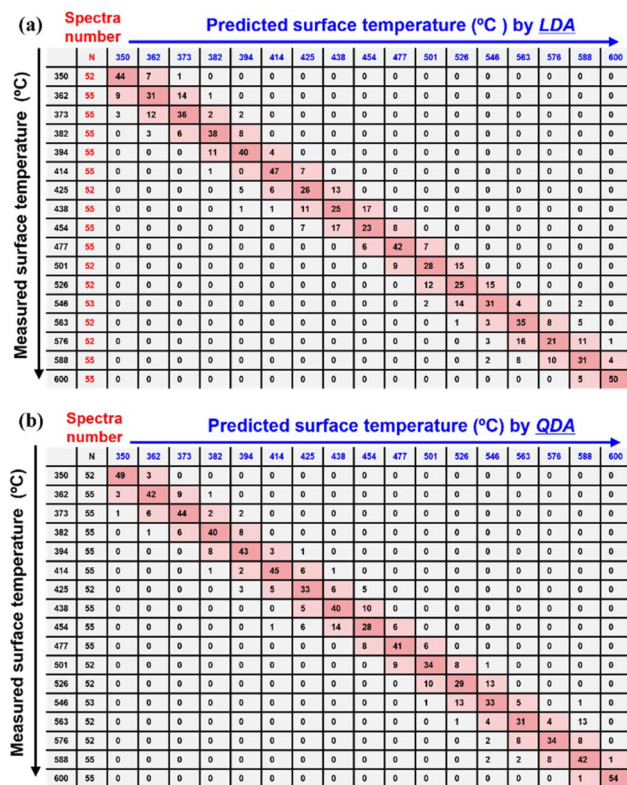 (a) Spectra number Predicted surface temperature (ºC ) by LDA
N 350 362 373 382 394 414 425 438 454 477 501 526 546 563 576 588 600
Measured surface temperature (ºC)
350 52 44 7 1 0 0 0 0 0 0 0 0 0 0 0 0 0 0
362 55 9 31 14 1 0 0 0 0 0 0 0 0 0 0 0 0 0
373 55 3 12 36 2 2 0 0 0 0 0 0 0 0 0 0 0 0
382 55 0 3 6 38 8 0 0 0 0 0 0 0 0 0 0 0 0
394 55 0 0 0 11 40 4 0 0 0 0 0 0 0 0 0 0 0
414 55 0 0 0 1 0 47 7 0 0 0 0 0 0 0 0 0 0
425 52 0 0 0 0 5 6 26 13 0 0 0 0 0 0 0 0 0
438 55 0 0 0 0 1 1 11 25 17 0 0 0 0 0 0 0 0
454 55 0 0 0 0 0 0 7 17 23 8 0 0 0 0 0 0 0
477 55 0 0 0 0 0 0 0 0 6 42 7 0 0 0 0 0 0
501 52 0 0 0 0 0 0 0 0 0 9 28 15 0 0 0 0 0
526 52 0 0 0 0 0 0 0 0 0 0 12 25 15 0 0 0 0
546 53 0 0 0 0 0 0 0 0 0 0 2 14 31 4 0 2 0
563 52 0 0 0 0 0 0 0 0 0 0 0 1 3 35 8 5 0
576 52 0 0 0 0 0 0 0 0 0 0 0 0 3 16 21 11 1
588 55 0 0 0 0 0 0 0 0 0 0 0 0 2 8 10 31 4
600 55 0 0 0 0 0 0 0 0 0 0 0 0 0 0 0 5 50
(b) Spectra number Predicted surface temperature (ºC) by QDA
N 350 362 373 382 394 414 425 438 454 477 501 526 546 563 576 588 600
Measured surface temperature (ºC)
350 52 49 3 0 0 0 0 0 0 0 0 0 0 0 0 0 0 0
362 55 3 42 9 1 0 0 0 0 0 0 0 0 0 0 0 0 0
373 55 1 6 44 2 2 0 0 0 0 0 0 0 0 0 0 0 0
382 55 0 1 6 40 8 0 0 0 0 0 0 0 0 0 0 0 0
394 55 0 0 0 8 43 3 1 0 0 0 0 0 0 0 0 0 0
414 55 0 0 0 1 2 45 6 1 0 0 0 0 0 0 0 0 0
425 52 0 0 0 0 3 5 33 6 5 0 0 0 0 0 0 0 0
438 55 0 0 0 0 0 0 5 40 10 0 0 0 0 0 0 0 0
454 55 0 0 0 0 0 1 6 14 28 6 0 0 0 0 0 0 0
477 55 0 0 0 0 0 0 0 0 8 41 6 0 0 0 0 0 0
501 52 0 0 0 0 0 0 0 0 0 9 34 8 1 0 0 0 0
526 52 0 0 0 0 0 0 0 0 0 0 10 29 13 0 0 0 0
546 53 0 0 0 0 0 0 0 0 0 0 1 13 33 5 0 1 0
563 52 0 0 0 0 0 0 0 0 0 0 0 1 4 31 4 13 0
576 52 0 0 0 0 0 0 0 0 0 0 0 0 2 8 34 8 0
588 55 0 0 0 0 0 0 0 0 0 0 0 0 2 2 8 42 1
600 55 0 0 0 0 0 0 0 0 0 0 0 0 0 0 0 1 54